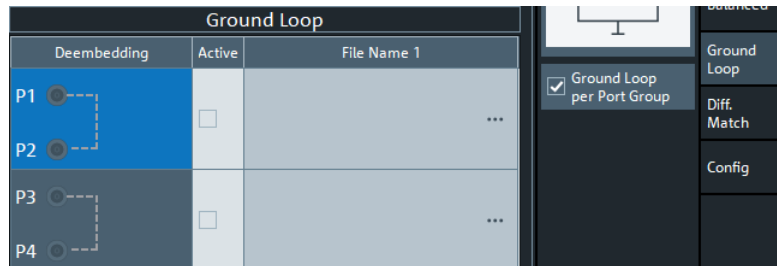 Ground Loop
Deembedding Active File Name 1
P1
...
P2
P3
...
P4
Ground Loop
per Port Group
Balanced
Ground
Loop
Diff.
Match
Config